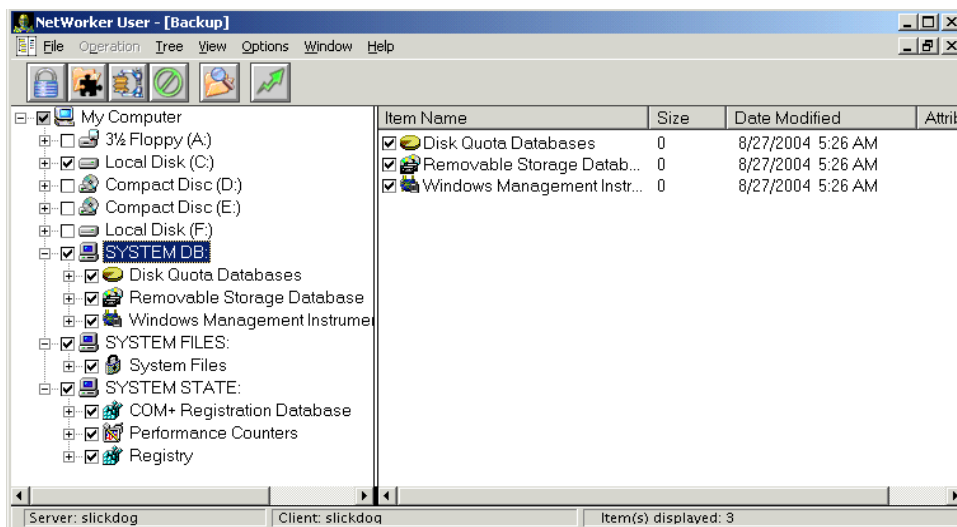 NetWorker User - [Backup]
File Operation Tree View Options Window Help
My Computer
3½ Floppy (A:)
Local Disk (C:)
Compact Disc (D:)
Compact Disc (E:)
Local Disk (F:)
SYSTEM DB:
Disk Quota Databases
Removable Storage Database
Windows Management Instrumer
SYSTEM FILES:
System Files
SYSTEM STATE:
COM+ Registration Database
Performance Counters
Registry
Item Name Size Date Modified Attrib
Disk Quota Databases 0 8/27/2004 5:26 AM
Removable Storage Datab... 0 8/27/2004 5:26 AM
Windows Management Instr... 0 8/27/2004 5:26 AM
Server: slickdog Client: slickdog Item(s) displayed: 3